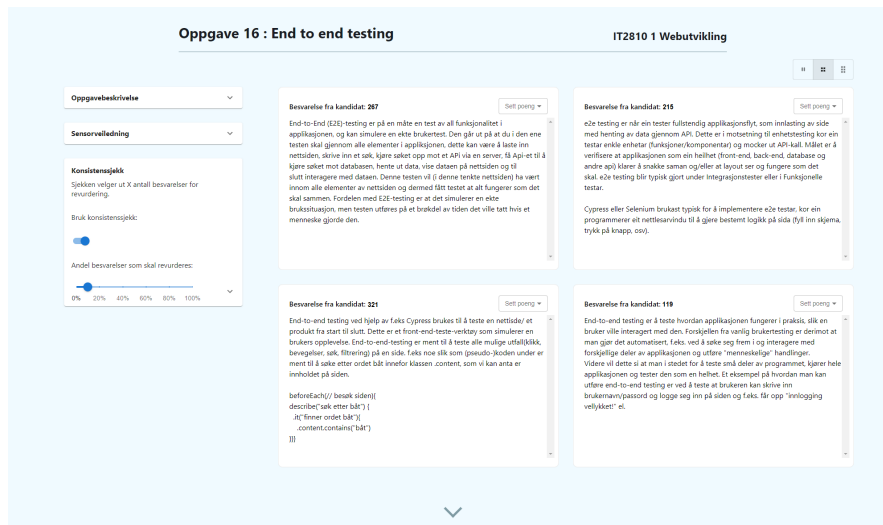 Oppgave 16 : End to end testing
IT2810 1 Webutvikling
Oppgavebeskrivelse
Sensorveiledning
Konsistenssjekk
Sjekken velger ut X antall besvarelser for
revurdering.
Bruk konsistenssjekk:
Andel besvarelser som skal revurderes:
0% 20% 40% 60% 80% 100%
Besvarelse fra kandidat: 267
Sett poeng
End-to-End (E2E)-testing er på en måte en test av all funksjonalitet i
applikasjonen, og kan simulere en ekte brukertest. Den går ut på at du i den ene
testen skal gjennom alle elementer i applikasjonen, dette kan være å laste inn
nettsiden, skrive inn et søk, kjøre søket opp mot et API via en server, få Api-et til å
kjøre søket mot databasen, hente ut data, vise dataen på nettsiden og til
slutt interagere med dataen. Denne testen vil (i denne tenkte nettsiden) ha vært
innom alle elementer av nettsiden og dermed fått testet at alt fungerer som det
skal sammen. Fordelen med E2E-testing er at det simulerer en ekte
brukssituasjon, men testen utføres på et brøkdel av tiden det ville tatt hvis et
menneske gjorde den.
Besvarelse fra kandidat: 215
Sett poeng
e2e testing er når ein tester fullstendig applikasjonsflyt, som innlasting av side
med henting av data gjennom API. Dette er i motsetning til enhetstesting kor ein
testar enkle enhetar (funksjoner/komponentar) og mocker ut API-kall. Målet er å
verifisere at applikasjonen som ein heilhet (front-end, back-end, database og
andre api) klarer å snakke saman og/eller at layout ser og fungere som det
skal. e2e testing blir typisk gjort under Integrasjonstester eller i Funksjonelle
testar.
Cypress eller Selenium brukast typisk for å implementere e2e testar, kor ein
programmerer eit nettlesarvindu til å gjere bestemt logikk på sida (fyll inn skjema,
trykk på knapp, osv).
Besvarelse fra kandidat: 321
Sett poeng
End-to-end testing ved hjelp av f.eks Cypress brukes til å teste en nettisde/ et
produkt fra start til slutt. Dette er et front-end-teste-verktøy som simulerer en
brukers opplevelse. End-to-end-testing er ment til å teste alle mulige utfall(klikk,
bevegelser, søk, filtrering) på en side. f.eks noe slik som (pseudo-)koden under er
ment til å søke etter ordet båt innefor klassen .content, som vi kan anta er
innholdet på siden.
beforeEach(// besøk siden){
describe("søk etter båt") {
.it("finner ordet båt"){
.content.contains("båt")
}}}
Besvarelse fra kandidat: 119
Sett poeng
End-to-end testing er å teste hvordan applikasjonen fungerer i praksis, slik en
bruker ville interagert med den. Forskjellen fra vanlig brukertesting er derimot at
man gjør det automatisert, f.eks. ved å søke seg frem i og interagere med
forskjellige deler av applikasjonen og utføre "menneskelige" handlinger.
Videre vil dette si at man i stedet for å teste små deler av programmet, kjører hele
applikasjonen og tester den som en helhet. Et eksempel på hvordan man kan
utføre end-to-end testing er ved å teste at brukeren kan skrive inn
brukernavn/passord og logge seg inn på siden og f.eks. får opp "innlogging
vellykket!" el.